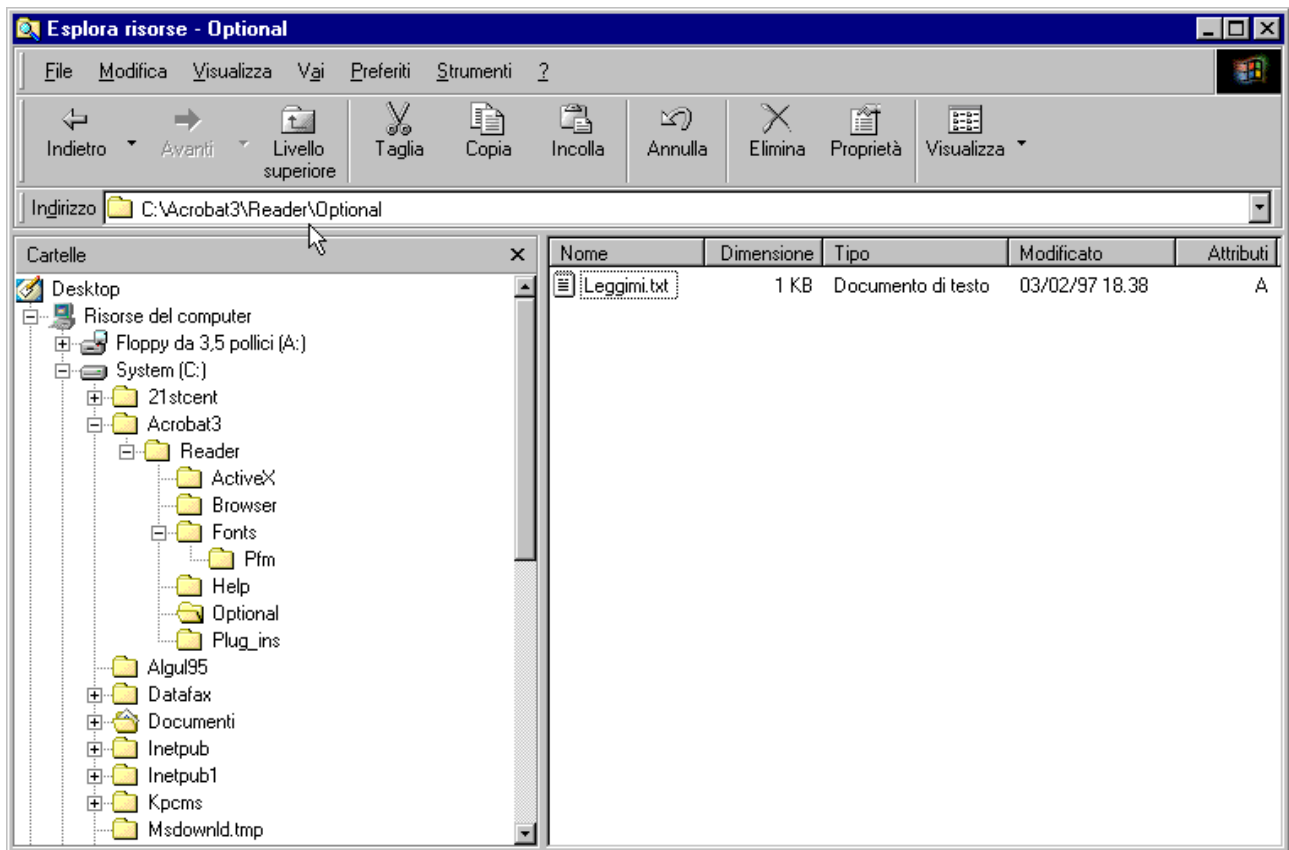 Esplora risorse - Optional
File Modifica Visualizza Vai Preferiti Strumenti ?
Indietro Avanti Livello superiore Taglia Copia Incolla Annulla Elimina Proprietà Visualizza
Indirizzo C:\Acrobat3\Reader\Optional
Cartelle
Nome Dimensione Tipo Modificato Attributi
Leggimi.txt 1 KB Documento di testo 03/02/97 18.38 A
Desktop
Risorse del computer
Floppy da 3,5 pollici (A:)
System (C:)
21stcent
Acrobat3
Reader
ActiveX
Browser
Fonts
Pfm
Help
Optional
Plug_ins
Algul95
Datafax
Documenti
Inetpub
Inetpub1
Kpcms
Msdownld.tmp